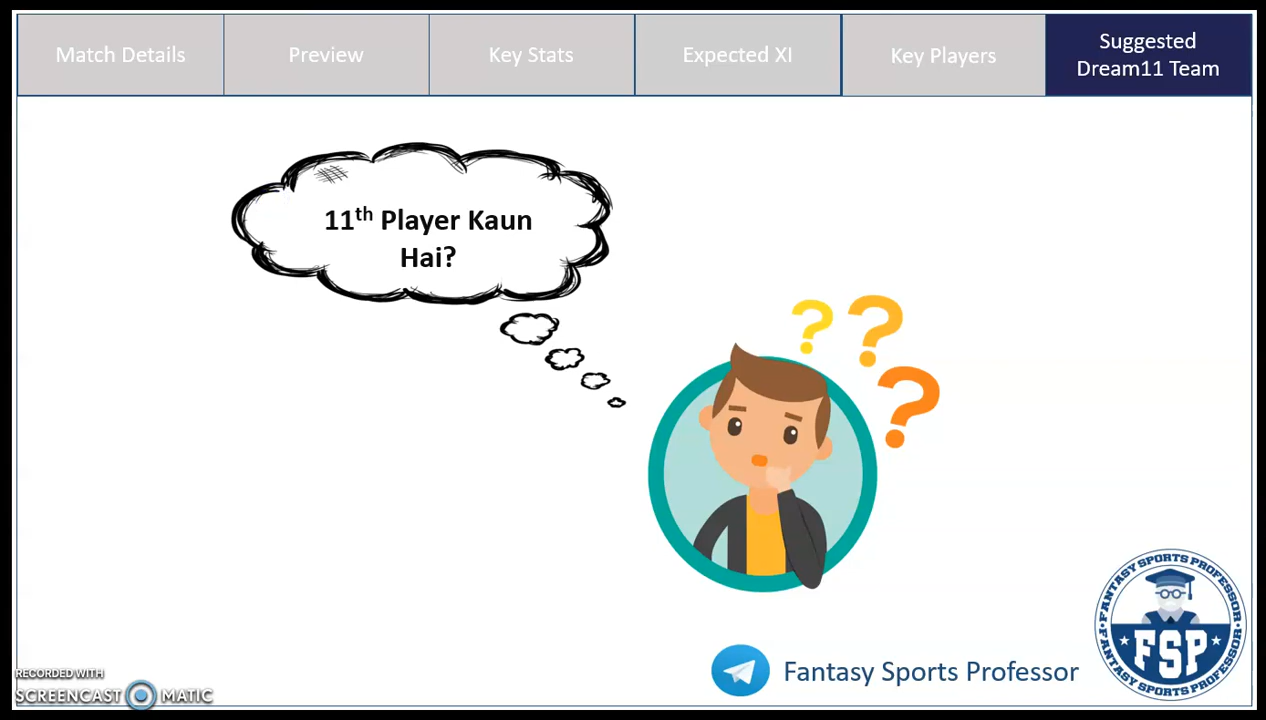 Match Details
Preview
Key Stats
Expected XI
Key Players
Suggested
Dream11 Team
11th Player Kaun
Hai?
? ? ?
FANTASY SPORTS PROFESSOR
FSP
FANTASY SPORTS PROFESSOR
Fantasy Sports Professor
RECORDED WITH
SCREENCAST MATIC